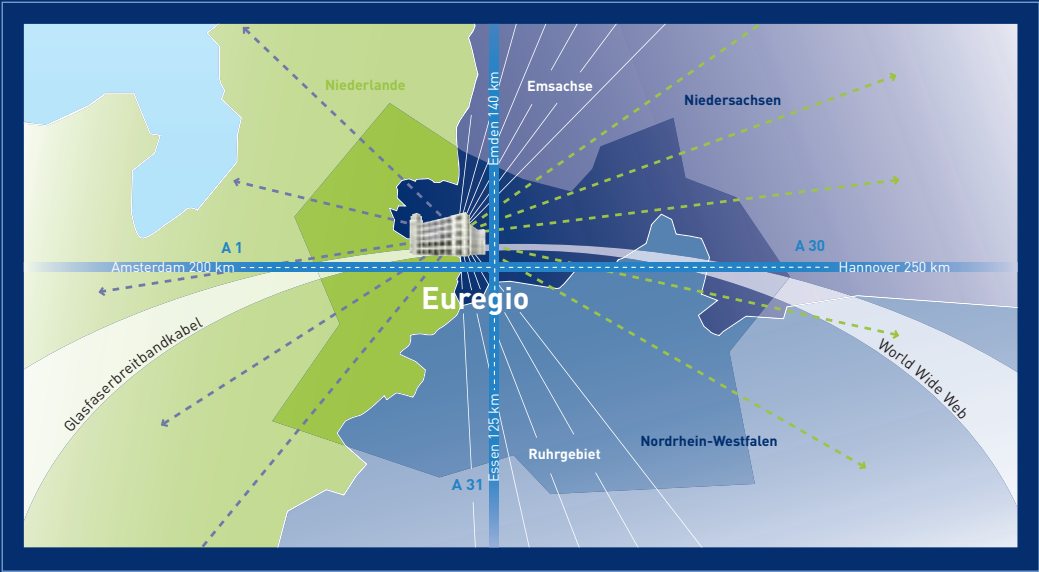 Niederlande
Emsachse
Niedersachsen
Emden 140 km
A 1
A 30
Amsterdam 200 km
Hannover 250 km
Euregio
Glasfaserbreitbandkabel
World Wide Web
Essen 125 km
Nordrhein-Westfalen
Ruhrgebiet
A 31